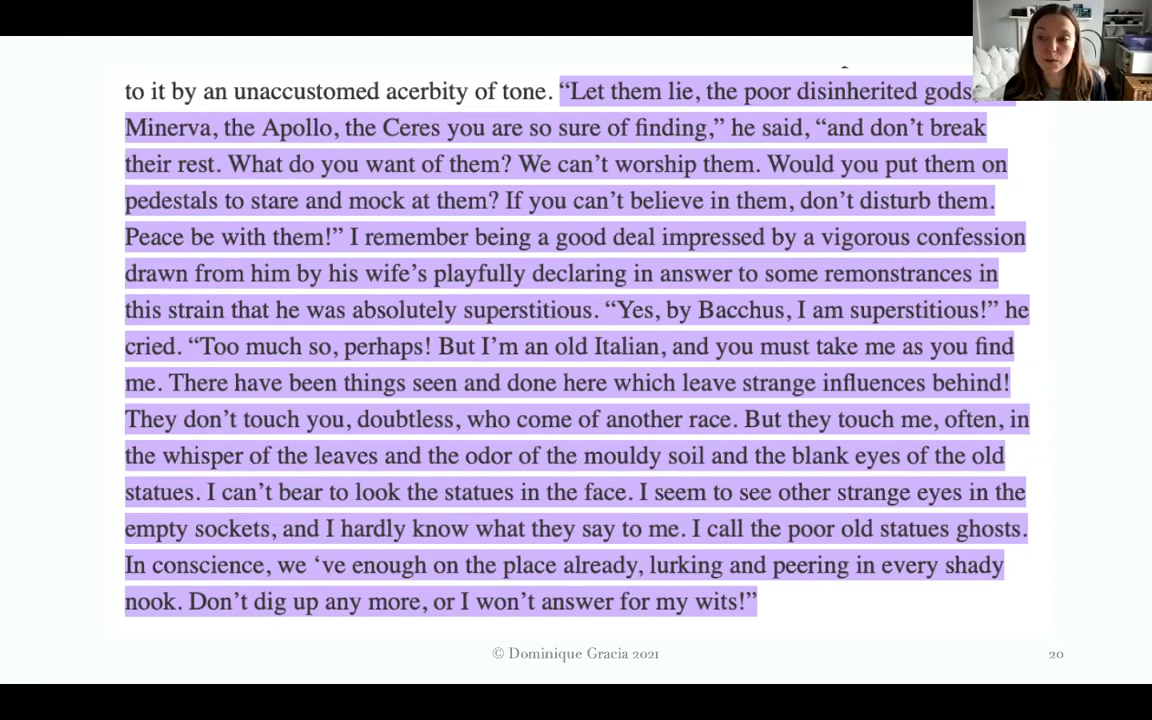 to it by an unaccustomed acerbity of tone. “Let them lie, the poor disinherited gods,
Minerva, the Apollo, the Ceres you are so sure of finding,” he said, “and don’t break
their rest. What do you want of them? We can’t worship them. Would you put them on
pedestals to stare and mock at them? If you can’t believe in them, don’t disturb them.
Peace be with them!” I remember being a good deal impressed by a vigorous confession
drawn from him by his wife’s playfully declaring in answer to some remonstrances in
this strain that he was absolutely superstitious. “Yes, by Bacchus, I am superstitious!” he
cried. “Too much so, perhaps! But I’m an old Italian, and you must take me as you find
me. There have been things seen and done here which leave strange influences behind!
They don’t touch you, doubtless, who come of another race. But they touch me, often, in
the whisper of the leaves and the odor of the mouldy soil and the blank eyes of the old
statues. I can’t bear to look the statues in the face. I seem to see other strange eyes in the
empty sockets, and I hardly know what they say to me. I call the poor old statues ghosts.
In conscience, we ‘ve enough on the place already, lurking and peering in every shady
nook. Don’t dig up any more, or I won’t answer for my wits!”
© Dominique Gracia 2021
20